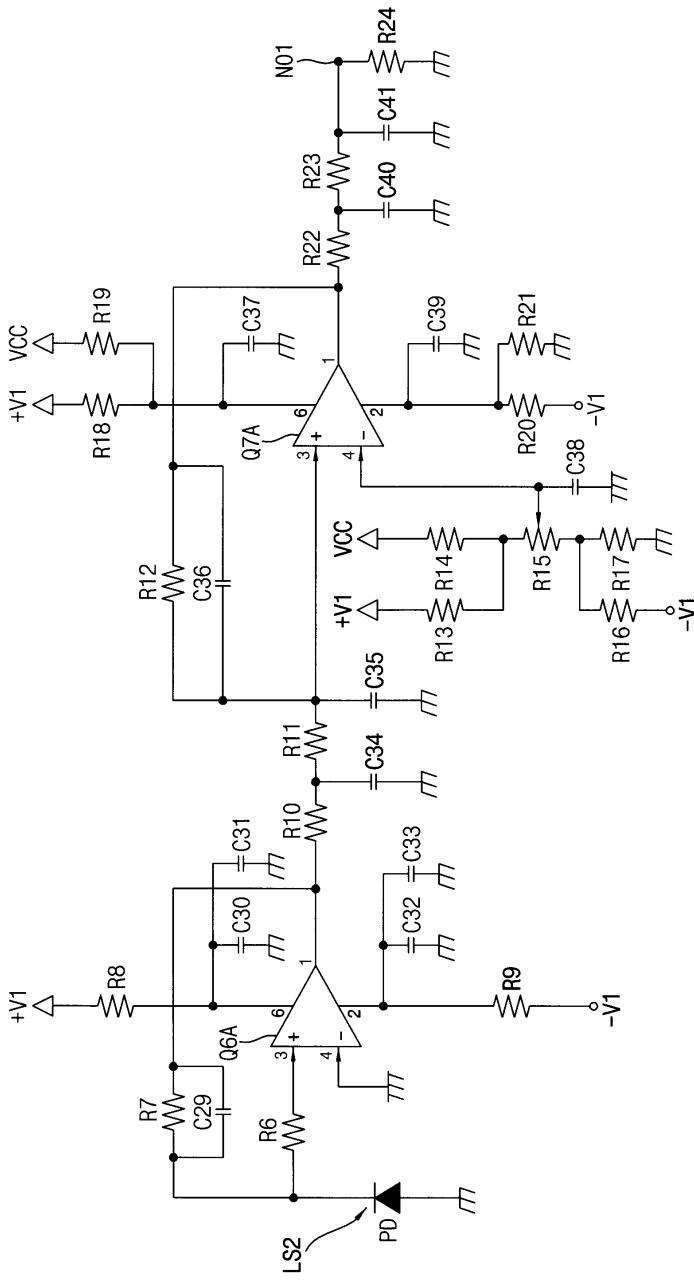 +V1
R8
R7
C29
Q6A
3
+
6
1
4
−
2
R6
LS2
PD
C30
C31
C32
C33
R9
−V1
R10
R11
C34
C35
R12
C36
+V1
VCC
R18
R19
C37
Q7A
3
+
6
1
4
−
2
C39
R20
R21
−V1
+V1
VCC
R13
R14
R15
C38
R16
R17
−V1
R22
R23
C40
C41
N01
R24